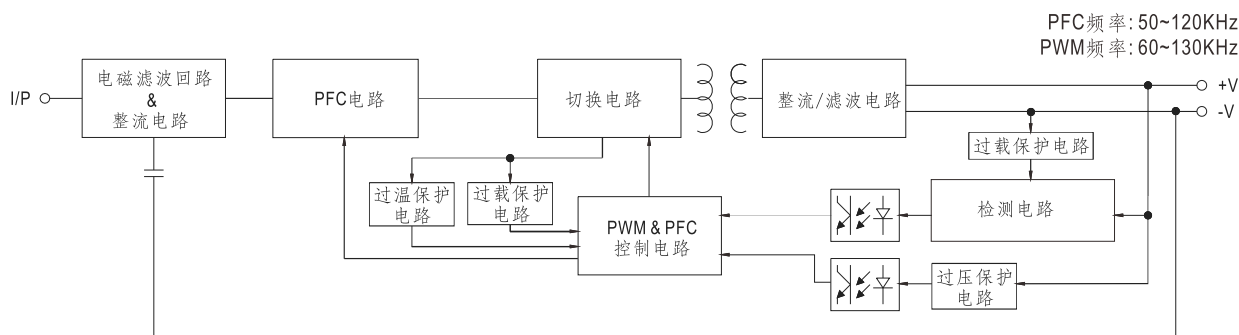 PFC频率: 50~120KHz
PWM频率: 60~130KHz
I/P
电磁滤波回路
&
整流电路
PFC电路
切换电路
整流/滤波电路
+V
-V
过载保护电路
过温保护
电路
过载保护
电路
检测电路
PWM & PFC
控制电路
过压保护
电路